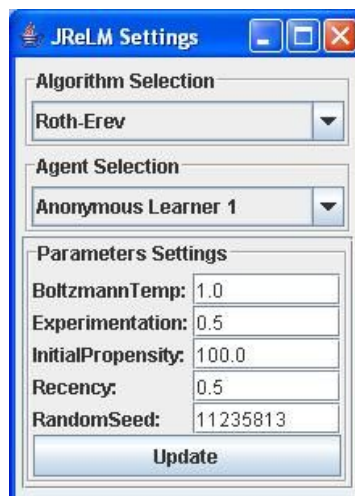 JReLM Settings
Algorithm Selection
Roth-Erev
Agent Selection
Anonymous Learner 1
Parameters Settings
BoltzmannTemp: 1.0
Experimentation: 0.5
InitialPropensity: 100.0
Recency: 0.5
RandomSeed: 11235813
Update